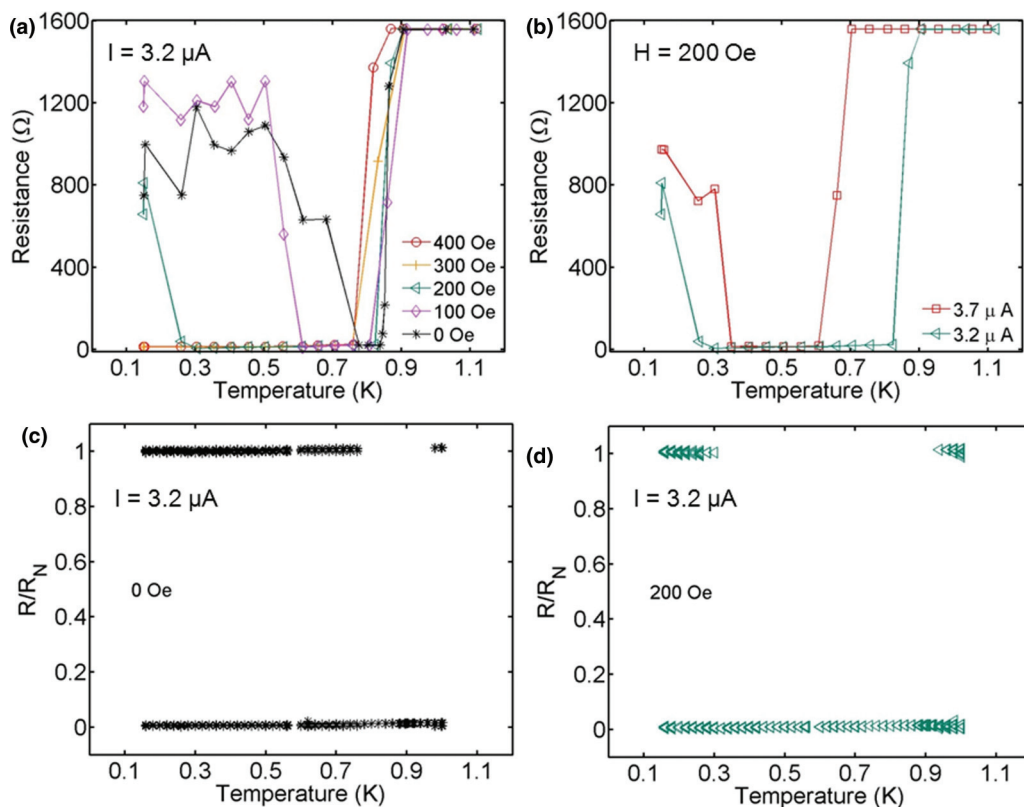 (a)
I = 3.2 µA
Resistance (Ω)
1600
1200
800
400
0
400 Oe
300 Oe
200 Oe
100 Oe
0 Oe
0.1 0.3 0.5 0.7 0.9 1.1
Temperature (K)
(b)
H = 200 Oe
Resistance (Ω)
1600
1200
800
400
0
3.7 µ A
3.2 µ A
0.1 0.3 0.5 0.7 0.9 1.1
Temperature (K)
(c)
I = 3.2 µA
0 Oe
R/RN
1
0.8
0.6
0.4
0.2
0
0.1 0.3 0.5 0.7 0.9 1.1
Temperature (K)
(d)
I = 3.2 µA
200 Oe
R/RN
1
0.8
0.6
0.4
0.2
0
0.1 0.3 0.5 0.7 0.9 1.1
Temperature (K)